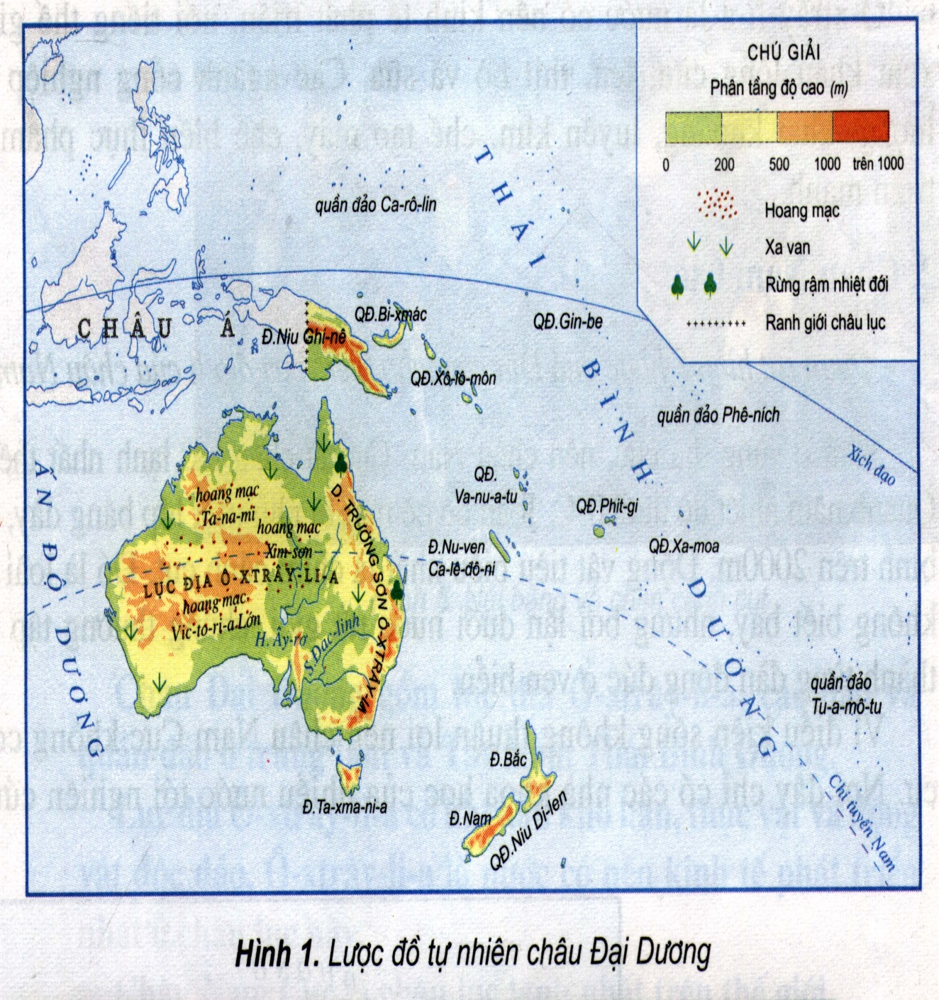 CHÚ GIẢI
Phân tầng độ cao (m)
0 200 500 1000 trên 1000
Hoang mạc
Xa van
Rừng rậm nhiệt đới
Ranh giới châu lục
THÁI BÌNH DƯƠNG
quần đảo Ca-rô-lin
CHÂU Á
Đ.Niu Ghi-nê
QĐ.Bi-xmác
QĐ.Gin-be
QĐ.Xô-lô-môn
quần đảo Phê-ních
Xích đạo
ẤN ĐỘ DƯƠNG
QĐ.
Va-nu-a-tu
QĐ.Phit-gi
QĐ.Xa-moa
Đ.Nu-ven
Ca-lê-đô-ni
hoang mạc
Ta-na-mi
hoang mạc
Xim-sơn
LỤC ĐỊA Ô-XTRÂY-LI-A
hoang mạc
Vic-to-ri-a Lớn
H. Ây-rơ
S.Đac-linh
D. TRƯỜNG SƠN Ô-XTRÂY-LI-A
quần đảo
Tu-a-mô-tu
Đ.Bắc
Đ.Ta-xma-ni-a
Đ.Nam
QĐ.Niu Di-len
Chí tuyến Nam
Hình 1. Lược đồ tự nhiên châu Đại Dương